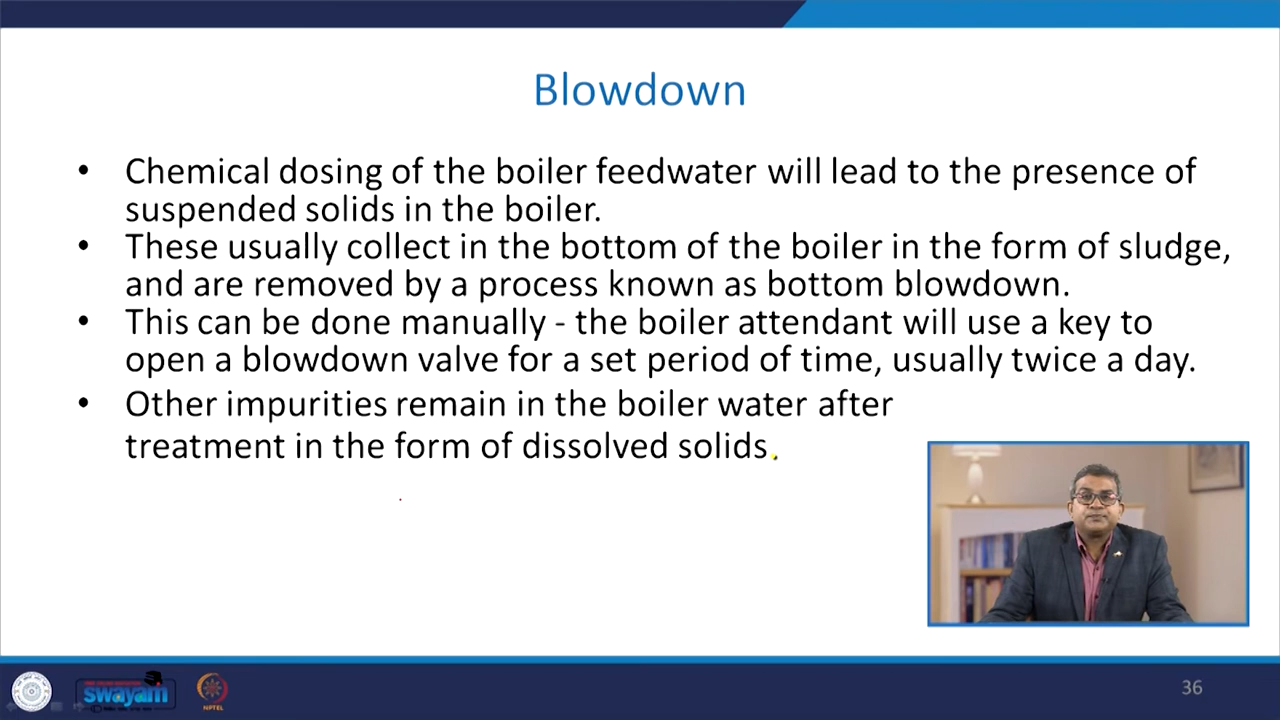 Blowdown
• Chemical dosing of the boiler feedwater will lead to the presence of
suspended solids in the boiler.
• These usually collect in the bottom of the boiler in the form of sludge,
and are removed by a process known as bottom blowdown.
• This can be done manually - the boiler attendant will use a key to
open a blowdown valve for a set period of time, usually twice a day.
• Other impurities remain in the boiler water after
treatment in the form of dissolved solids.
swayam
NPTEL
36